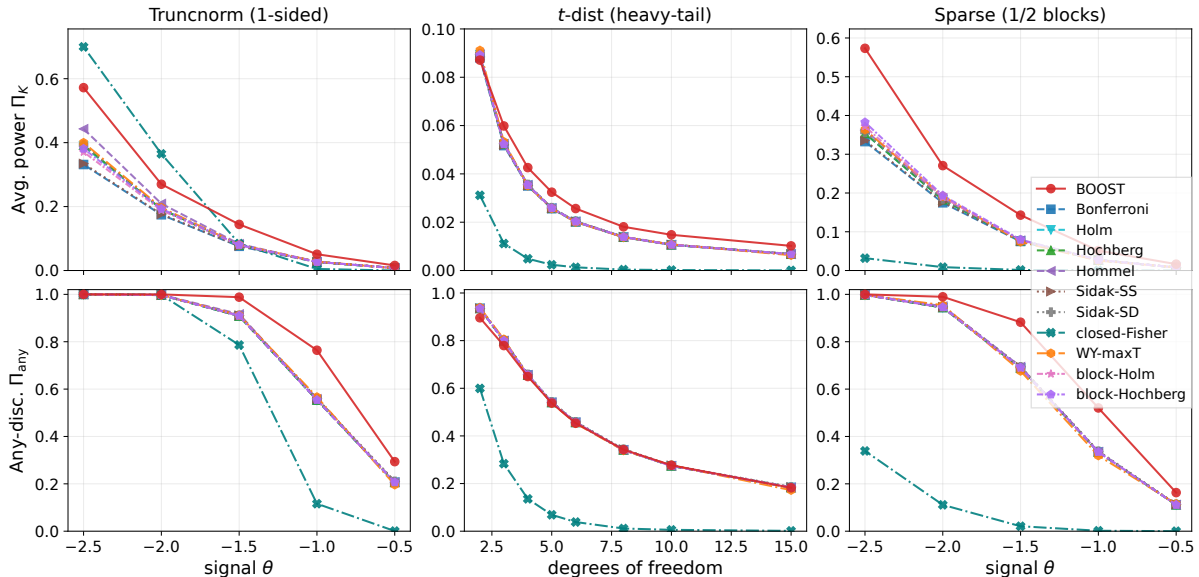 Truncnorm (1-sided)
t-dist (heavy-tail)
Sparse (1/2 blocks)
Avg. power Π_K
0.6
0.4
0.2
0.0
0.10
0.08
0.06
0.04
0.02
0.00
0.6
0.5
0.4
0.3
0.2
0.1
0.0
BOOST
Bonferroni
Holm
Hochberg
Hommel
Sidak-SS
Sidak-SD
closed-Fisher
WY-maxT
block-Holm
block-Hochberg
Any-disc. Π_any
1.0
0.8
0.6
0.4
0.2
0.0
1.0
0.8
0.6
0.4
0.2
0.0
1.0
0.8
0.6
0.4
0.2
0.0
−2.5 −2.0 −1.5 −1.0 −0.5
2.5 5.0 7.5 10.0 12.5 15.0
−2.5 −2.0 −1.5 −1.0 −0.5
signal θ
degrees of freedom
signal θ